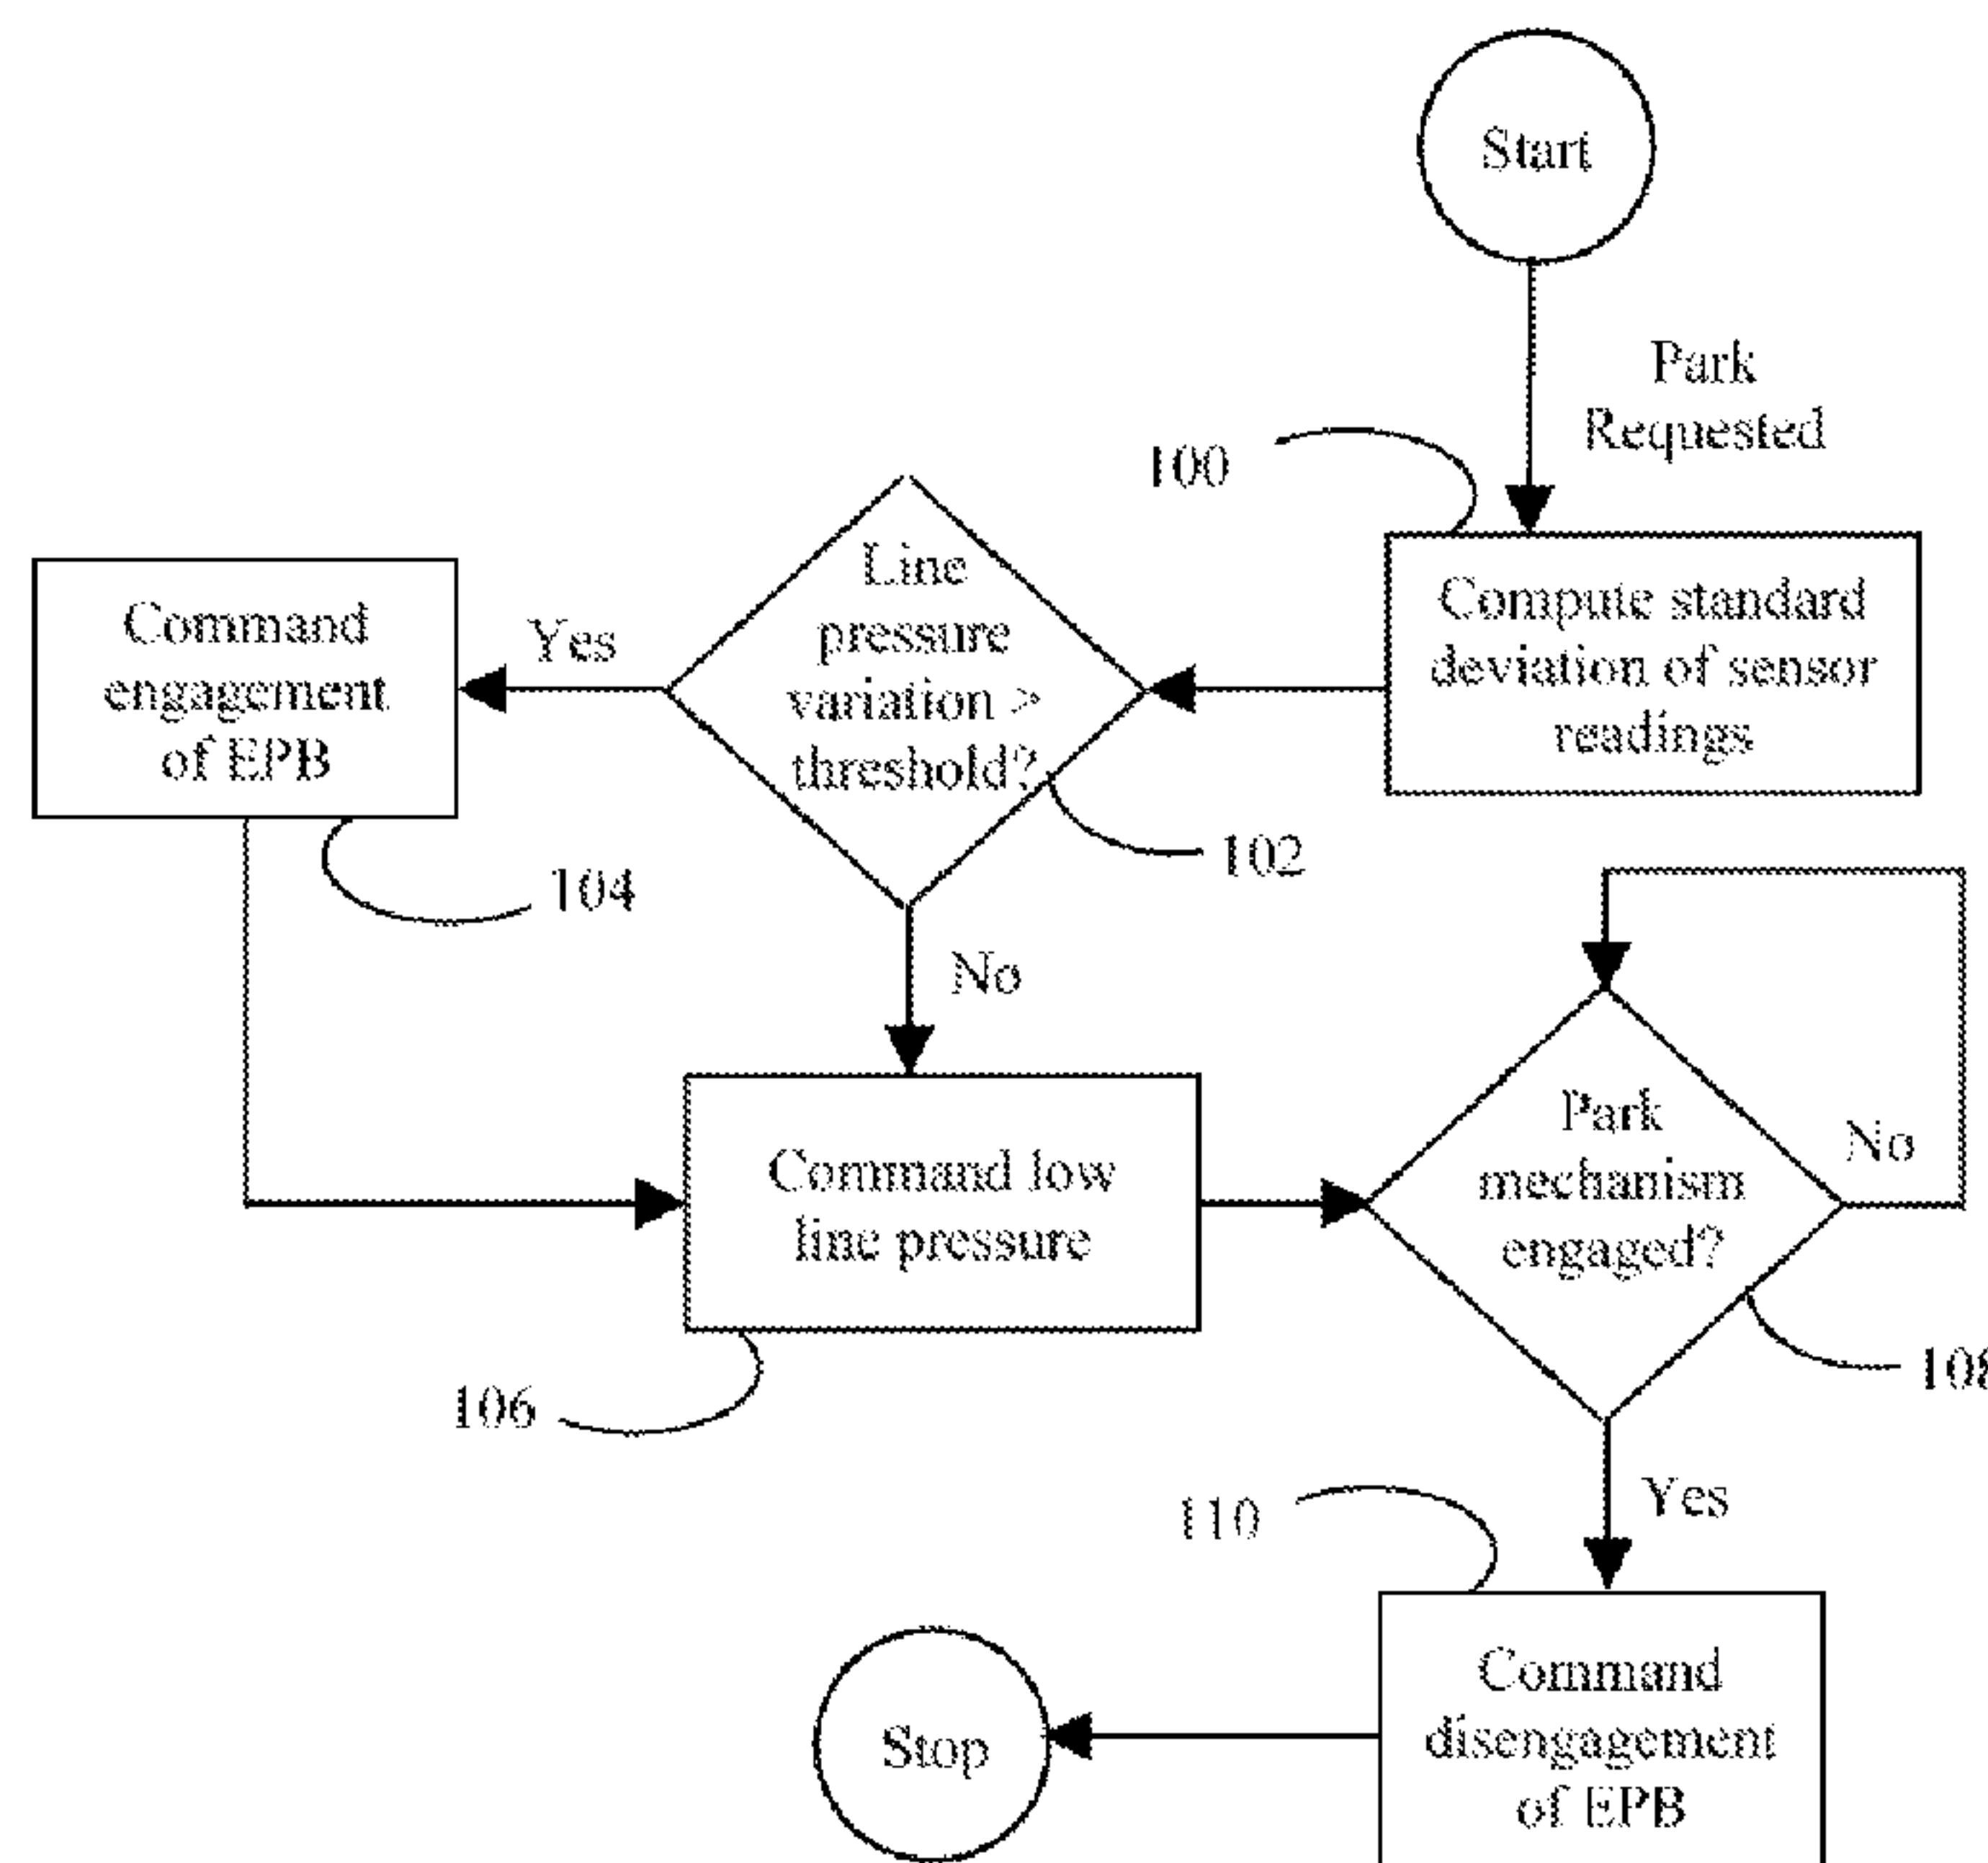 Start
Park
Requested
100
Compute standard
deviation of sensor
readings
Line
pressure
variation >
threshold?
102
Yes
Command
engagement
of EPB
104
No
Command low
line pressure
106
Park
mechanism
engaged?
No
108
Yes
110
Command
disengagement
of EPB
Stop